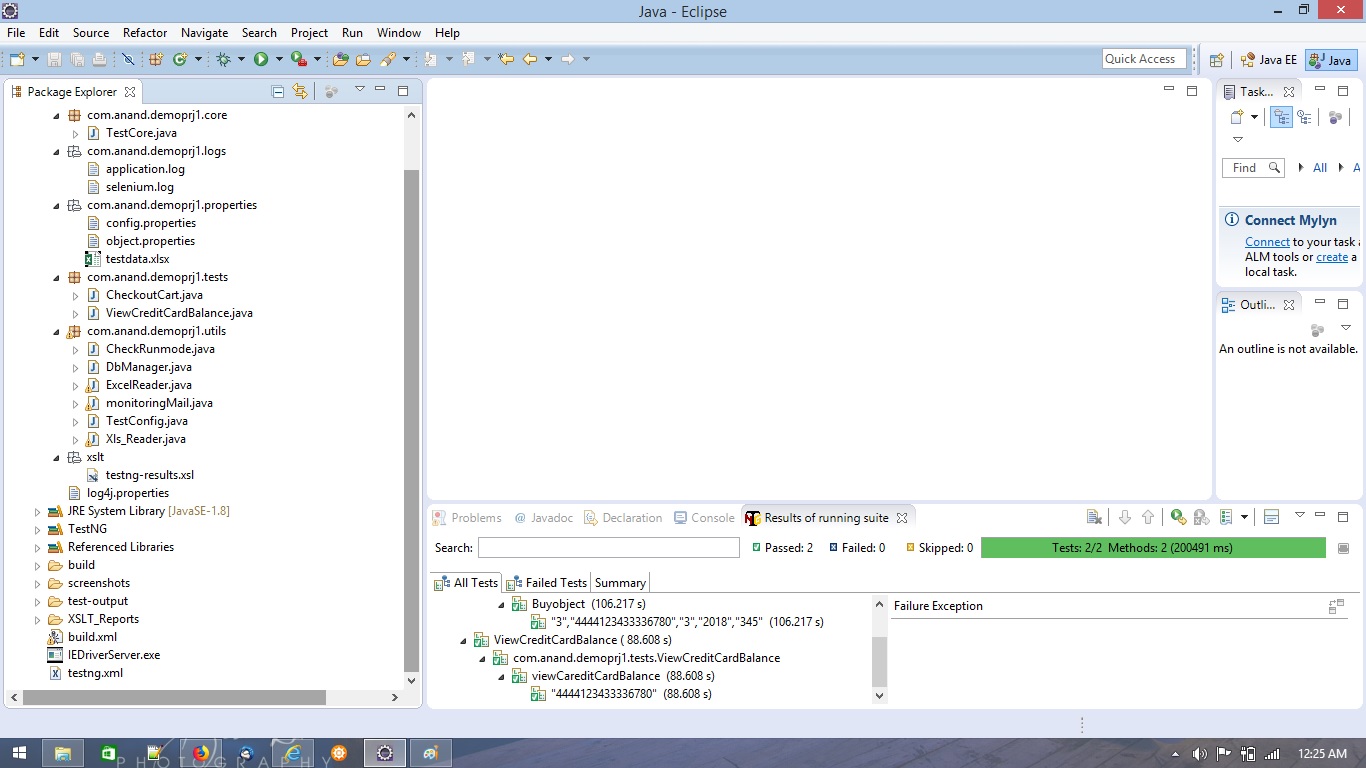 Java - Eclipse
File Edit Source Refactor Navigate Search Project Run Window Help
Quick Access
Java EE
Java
Package Explorer
com.anand.demoprj1.core
TestCore.java
com.anand.demoprj1.logs
application.log
selenium.log
com.anand.demoprj1.properties
config.properties
object.properties
testdata.xlsx
com.anand.demoprj1.tests
CheckoutCart.java
ViewCreditCardBalance.java
com.anand.demoprj1.utils
CheckRunmode.java
DbManager.java
ExcelReader.java
monitoringMail.java
TestConfig.java
Xls_Reader.java
xslt
testng-results.xsl
log4j.properties
JRE System Library [JavaSE-1.8]
TestNG
Referenced Libraries
build
screenshots
test-output
XSLT_Reports
build.xml
IEDriverServer.exe
testng.xml
Task...
Find
All
A
Connect Mylyn
Connect to your task a
ALM tools or create a
local task.
Outli...
An outline is not available.
Problems @ Javadoc Declaration Console Results of running suite
Search: Passed: 2 Failed: 0 Skipped: 0 Tests: 2/2 Methods: 2 (200491 ms)
All Tests Failed Tests Summary
Buyobject (106.217 s)
"3","4444123433336780","3","2018","345" (106.217 s)
ViewCreditCardBalance ( 88.608 s)
com.anand.demoprj1.tests.ViewCreditCardBalance
viewCareditCardBalance (88.608 s)
"4444123433336780" (88.608 s)
Failure Exception
PHOTOGRAPHY
12:25 AM